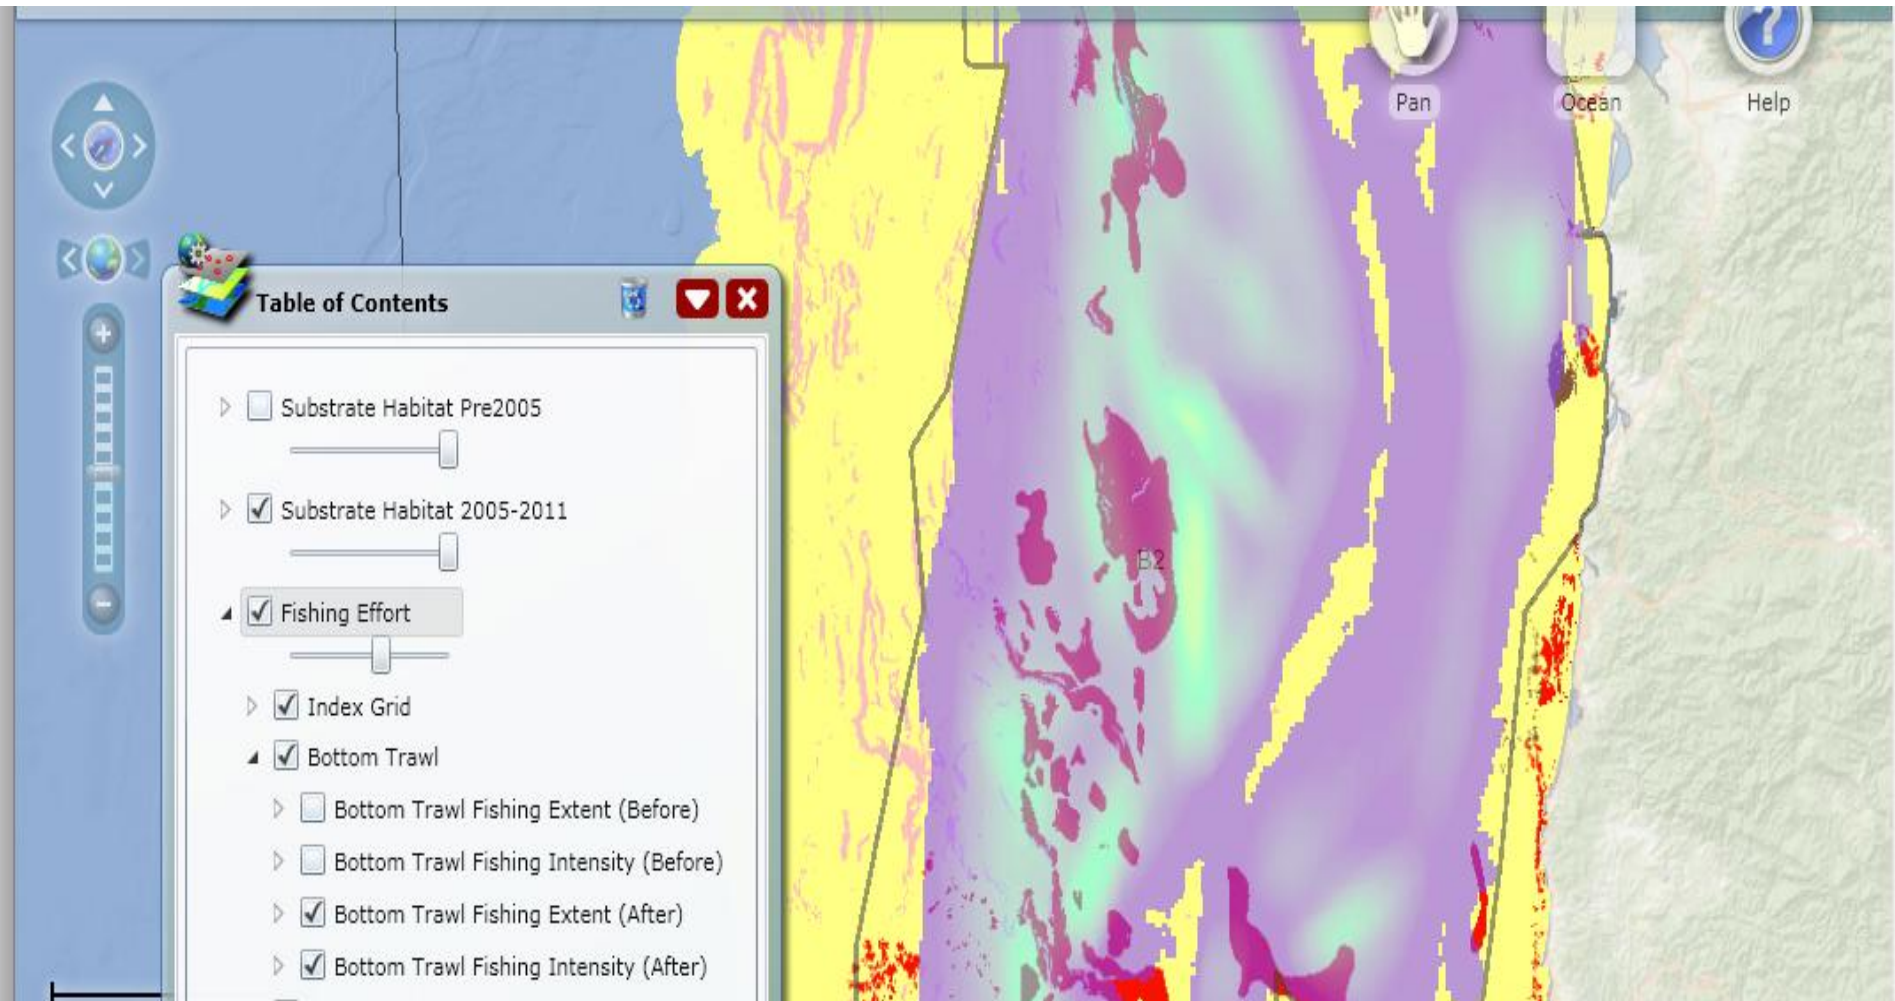 Pan
Ocean
Help
Table of Contents
Substrate Habitat Pre2005
Substrate Habitat 2005-2011
B2
Fishing Effort
Index Grid
Bottom Trawl
Bottom Trawl Fishing Extent (Before)
Bottom Trawl Fishing Intensity (Before)
Bottom Trawl Fishing Extent (After)
Bottom Trawl Fishing Intensity (After)